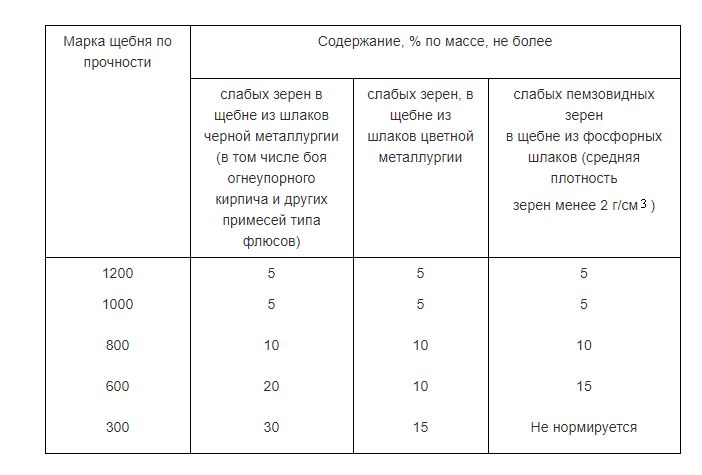 Марка щебня по
прочности
Содержание, % по массе, не более
слабых зерен в
щебне из шлаков
черной металлургии
(в том числе боя
огнеупорного
кирпича и других
примесей типа
флюсов)
слабых зерен, в
щебне из
шлаков цветной
металлургии
слабых пемзовидных
зерен
в щебне из фосфорных
шлаков (средняя
плотность
зерен менее 2 г/см3 )
1200 5 5 5
1000 5 5 5
800 10 10 10
600 20 10 15
300 30 15 Не нормируется